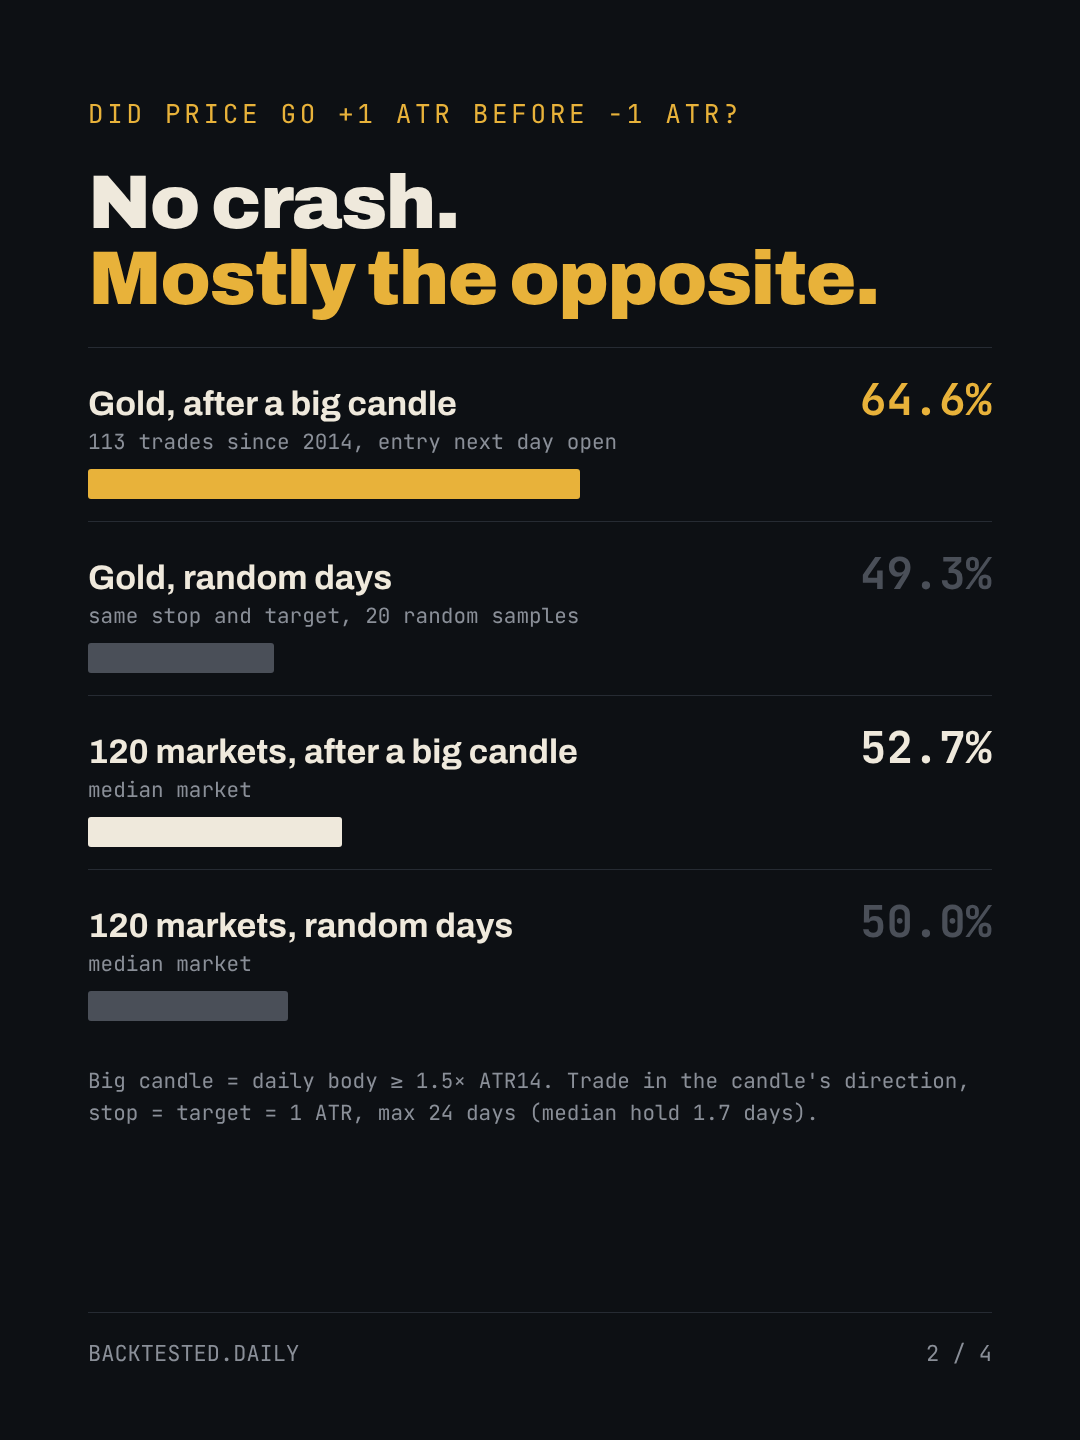 DID PRICE GO +1 ATR BEFORE -1 ATR?
No crash.
Mostly the opposite.
Gold, after a big candle
64.6%
113 trades since 2014, entry next day open
Gold, random days
49.3%
same stop and target, 20 random samples
120 markets, after a big candle
52.7%
median market
120 markets, random days
50.0%
median market
Big candle = daily body ≥ 1.5× ATR14. Trade in the candle's direction,
stop = target = 1 ATR, max 24 days (median hold 1.7 days).
BACKTESTED.DAILY
2 / 4